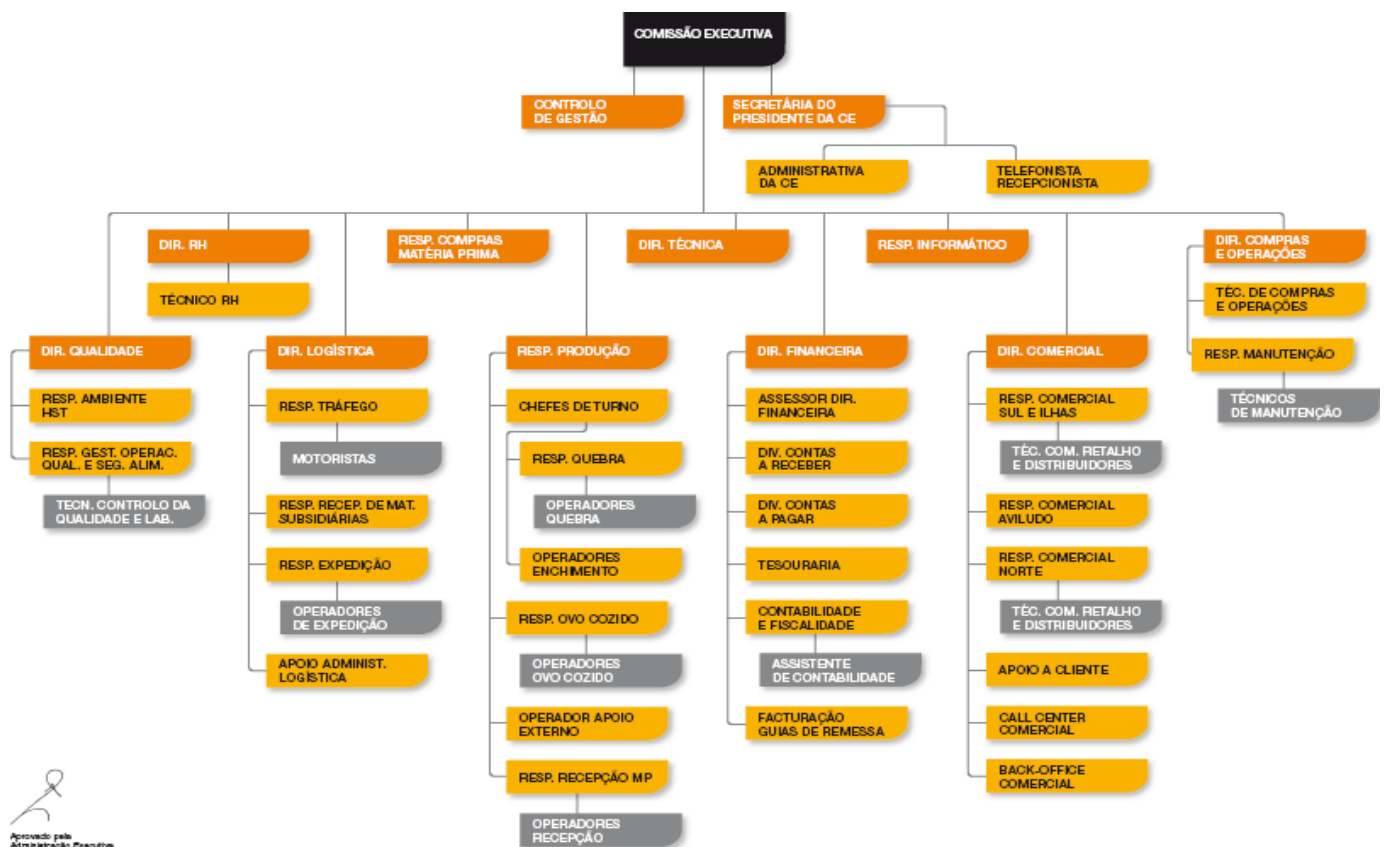 COMISSÃO EXECUTIVA
CONTROLO
DE GESTÃO
SECRETÁRIA DO
PRESIDENTE DA CE
ADMINISTRATIVA
DA CE
TELEFONISTA
RECEPCIONISTA
DIR. RH
TÉCNICO RH
RESP. COMPRAS
MATÉRIA PRIMA
DIR. TÉCNICA
RESP. INFORMÁTICO
DIR. COMPRAS
E OPERAÇÕES
TÉC. DE COMPRAS
E OPERAÇÕES
RESP. MANUTENÇÃO
TÉCNICOS
DE MANUTENÇÃO
DIR. QUALIDADE
RESP. AMBIENTE
HST
RESP. GEST. OPERAC.
QUAL. E SEG. ALIM.
TECN. CONTROLO DA
QUALIDADE E LAB.
DIR. LOGÍSTICA
RESP. TRÁFEGO
MOTORISTAS
RESP. RECEP. DE MAT.
SUBSIDIÁRIAS
RESP. EXPEDIÇÃO
OPERADORES
DE EXPEDIÇÃO
APOIO ADMINIST.
LOGÍSTICA
RESP. PRODUÇÃO
CHEFES DE TURNO
RESP. QUEBRA
OPERADORES
QUEBRA
OPERADORES
ENCHIMENTO
RESP. OVO COZIDO
OPERADORES
OVO COZIDO
OPERADOR APOIO
EXTERNO
RESP. RECEPÇÃO MP
OPERADORES
RECEPÇÃO
DIR. FINANCEIRA
ASSESSOR DIR.
FINANCEIRA
DIV. CONTAS
A RECEBER
DIV. CONTAS
A PAGAR
TESOURARIA
CONTABILIDADE
E FISCALIDADE
ASSISTENTE
DE CONTABILIDADE
FACTURAÇÃO
GUIAS DE REMESSA
DIR. COMERCIAL
RESP. COMERCIAL
SUL E ILHAS
TÉC. COM. RETALHO
E DISTRIBUIDORES
RESP. COMERCIAL
AVILUDO
RESP. COMERCIAL
NORTE
TÉC. COM. RETALHO
E DISTRIBUIDORES
APOIO A CLIENTE
CALL CENTER
COMERCIAL
BACK-OFFICE
COMERCIAL
Aprovado pela
Administração Executiva